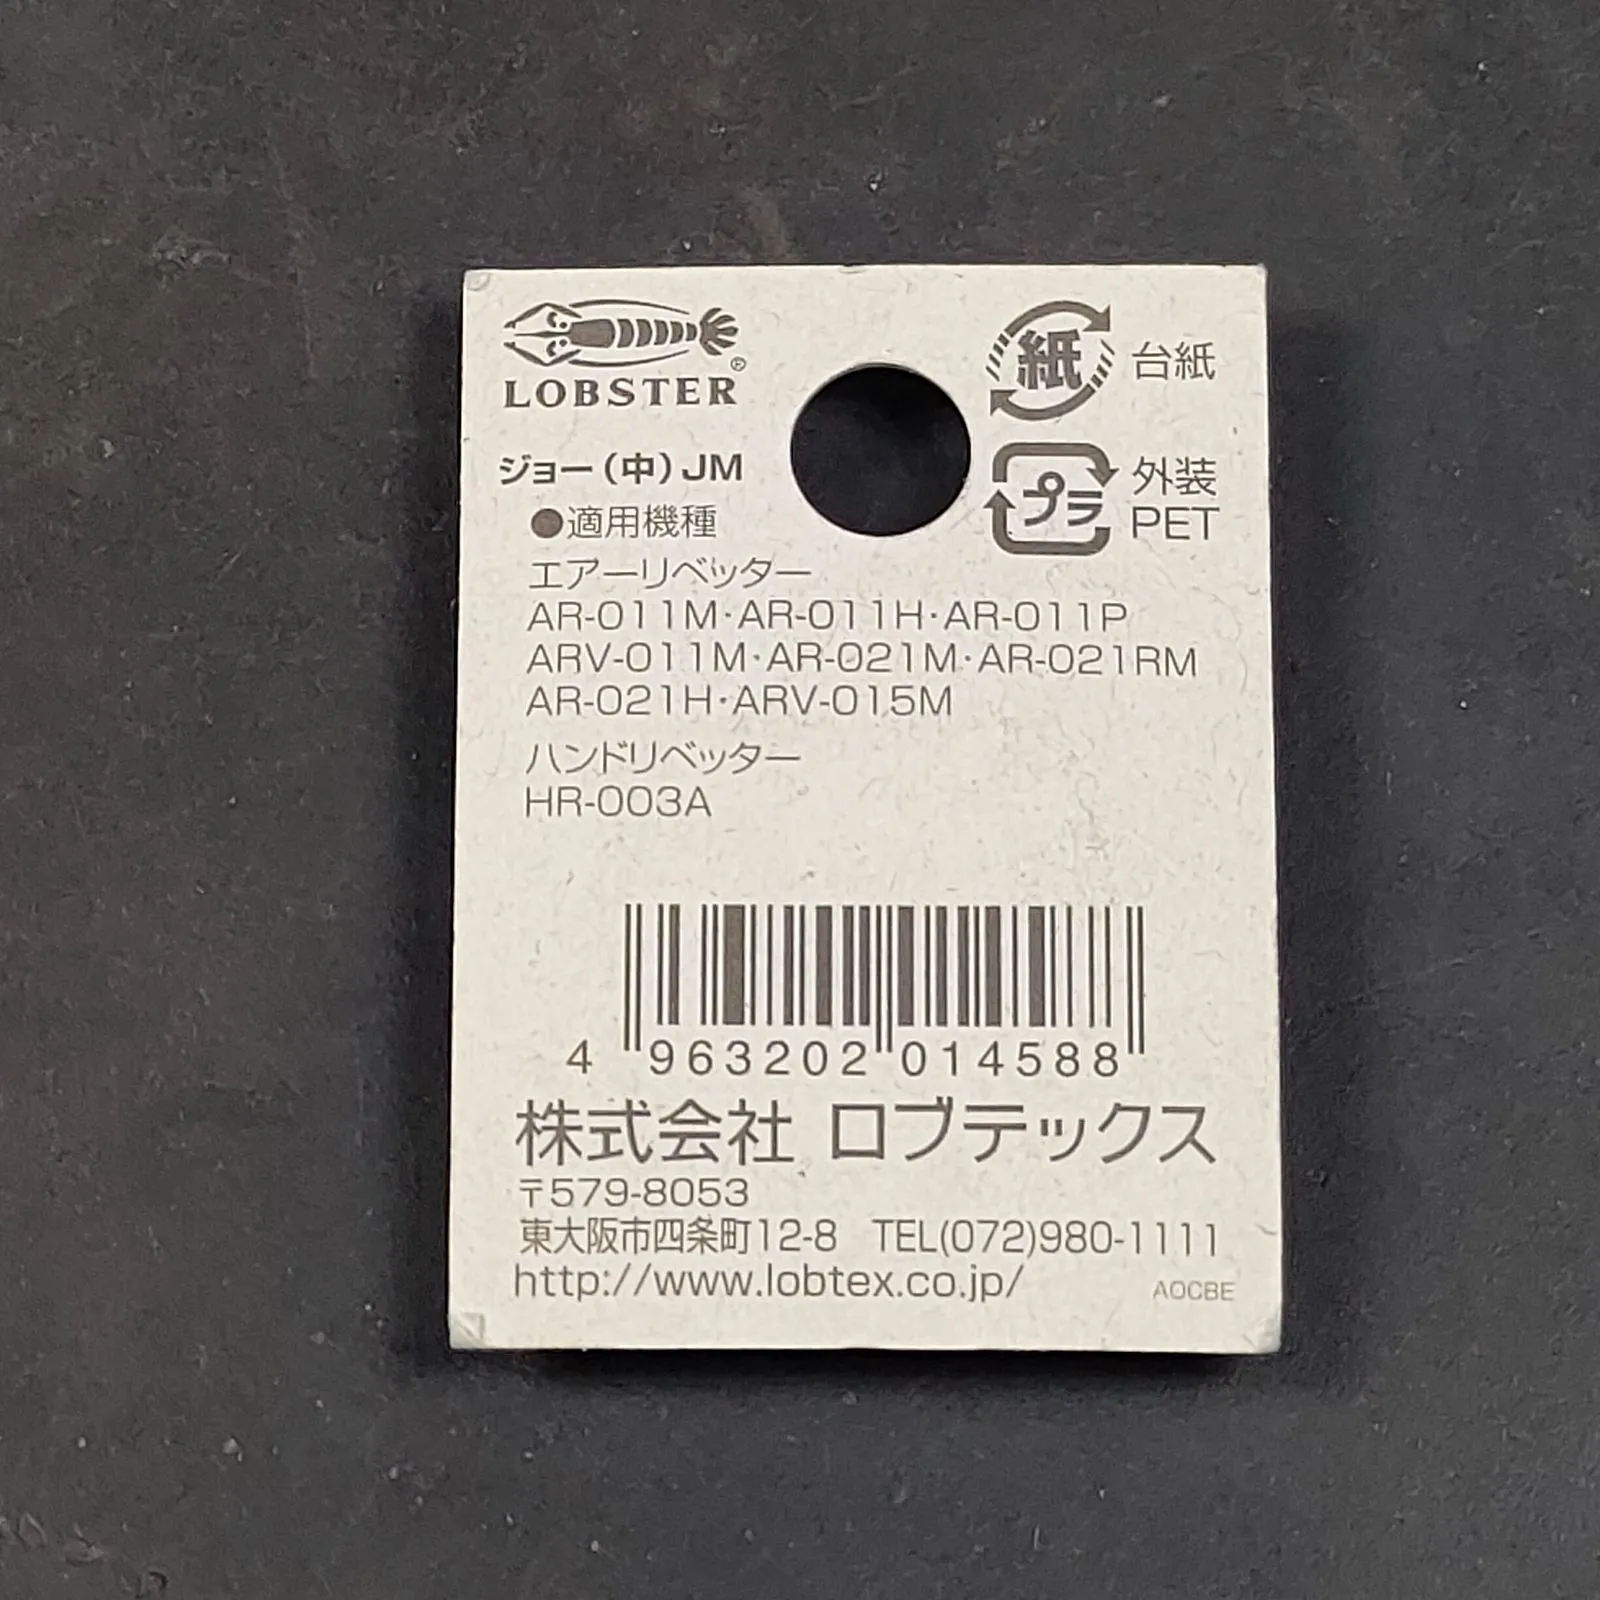 LOBSTER®
紙 台紙
プラ 外装
PET
ジョー(中)JM
●適用機種
エアーリベッター
AR-011M・AR-011H・AR-011P
ARV-011M・AR-021M・AR-021RM
AR-021H・ARV-015M
ハンドリベッター
HR-003A
4 963202 014588
株式会社 ロブテックス
〒579-8053
東大阪市四条町12-8 TEL(072)980-1111
http://www.lobtex.co.jp/
A0CBE